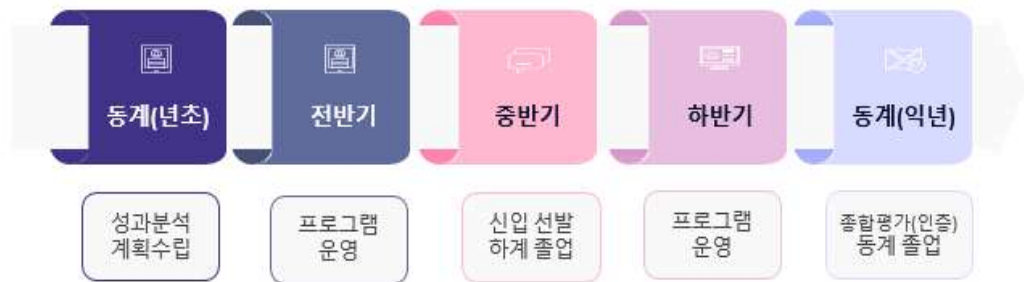 동계(년초)
전반기
중반기
하반기
동계(익년)
성과분석
계획수립
프로그램
운영
신입 선발
하계 졸업
프로그램
운영
종합평가(인증)
동계 졸업